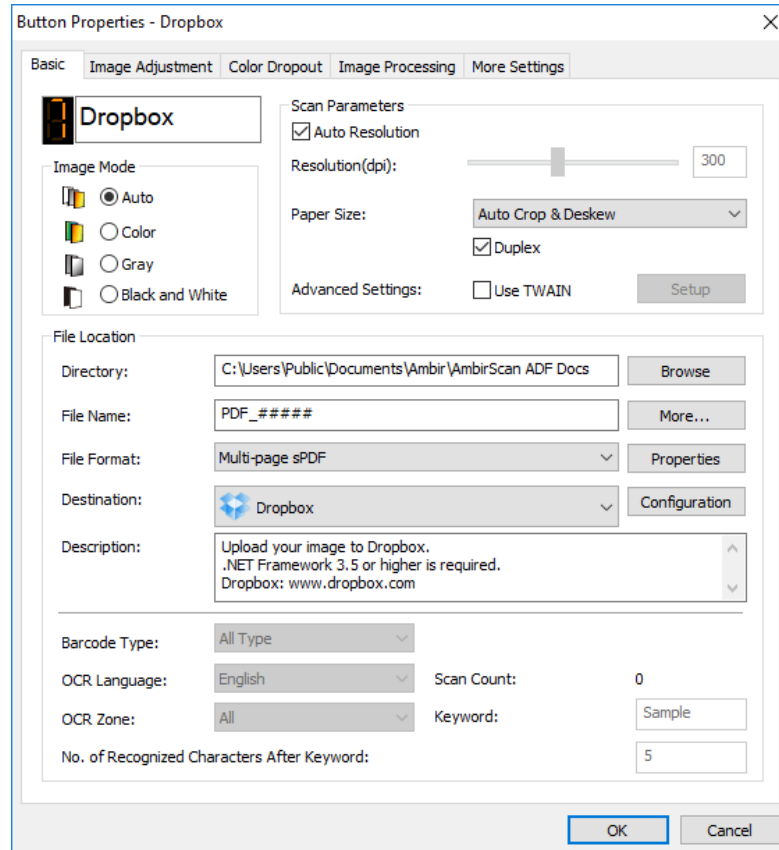 Button Properties - Dropbox
Basic Image Adjustment Color Dropout Image Processing More Settings
7 Dropbox
Image Mode
Auto
Color
Gray
Black and White
Scan Parameters
Auto Resolution
Resolution(dpi): 300
Paper Size: Auto Crop & Deskew
Duplex
Advanced Settings: Use TWAIN Setup
File Location
Directory: C:\Users\Public\Documents\Ambir\AmbirScan ADF Docs Browse
File Name: PDF_##### More...
File Format: Multi-page sPDF Properties
Destination: Dropbox Configuration
Description: Upload your image to Dropbox.
.NET Framework 3.5 or higher is required.
Dropbox: www.dropbox.com
Barcode Type: All Type
OCR Language: English Scan Count: 0
OCR Zone: All Keyword: Sample
No. of Recognized Characters After Keyword: 5
OK Cancel